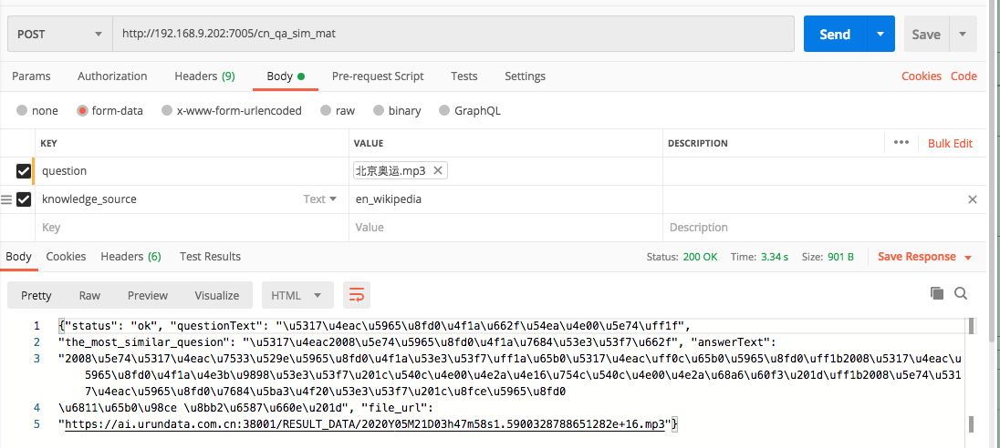 POST http://192.168.9.202:7005/cn_qa_sim_mat Send Save
Params Authorization Headers (9) Body Pre-request Script Tests Settings Cookies Code
none form-data x-www-form-urlencoded raw binary GraphQL
KEY VALUE DESCRIPTION ••• Bulk Edit
question 北京奥运.mp3
knowledge_source Text en_wikipedia
Key Value Description
Body Cookies Headers (6) Test Results Status: 200 OK Time: 3.34 s Size: 901 B Save Response
Pretty Raw Preview Visualize HTML
1 {"status": "ok", "questionText": "\u5317\u4eac\u5965\u8fd0\u4f1a\u662f\u54ea\u4e00\u5e74\uff1f",
2 "the_most_similar_quesion": "\u5317\u4eac2008\u5e74\u5965\u8fd0\u4f1a\u7684\u53e3\u53f7\u662f", "answerText":
3 "2008\u5e74\u5317\u4eac\u7533\u529e\u5965\u8fd0\u4f1a\u53e3\u53f7\uff1a\u65b0\u5317\u4eac\uff0c\u65b0\u5965\u8fd0\uff1b2008\u5317\u4eac\u
5965\u8fd0\u4f1a\u4e3b\u9898\u53e3\u53f7\u201c\u540c\u4e00\u4e2a\u4e16\u754c\u540c\u4e00\u4e2a\u68a6\u60f3\u201d\uff1b2008\u5e74\u531
7\u4eac\u5965\u8fd0\u7684\u5ba3\u4f20\u53e3\u53f7\u201c\u8fce\u5965\u8fd0
4 \u6811\u65b0\u98ce \u8bb2\u6587\u660e\u201d", "file_url":
5 "https://ai.urundata.com.cn:38001/RESULT_DATA/2020Y05M21D03h47m58s1.5900328788651282e+16.mp3"}